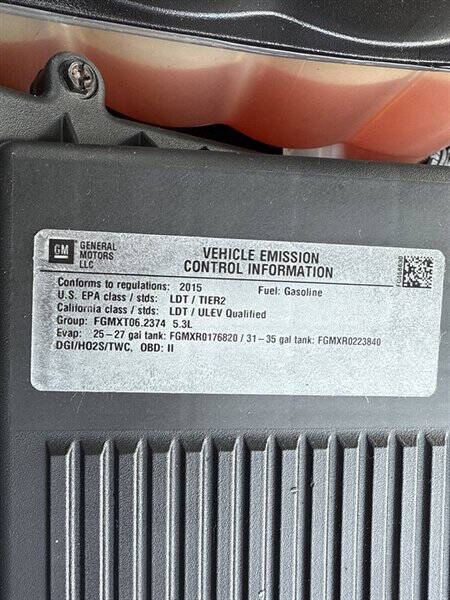 GM
GENERAL
MOTORS
LLC
VEHICLE EMISSION
CONTROL INFORMATION
Conforms to regulations: 2015 Fuel: Gasoline
U.S. EPA class / stds: LDT / TIER2
California class / stds: LDT / ULEV Qualified
Group: FGMXT06.2374 5.3L
Evap: 25-27 gal tank: FGMXR0176820 / 31-35 gal tank: FGMXR0223840
DGI/HO2S/TWC, OBD: II